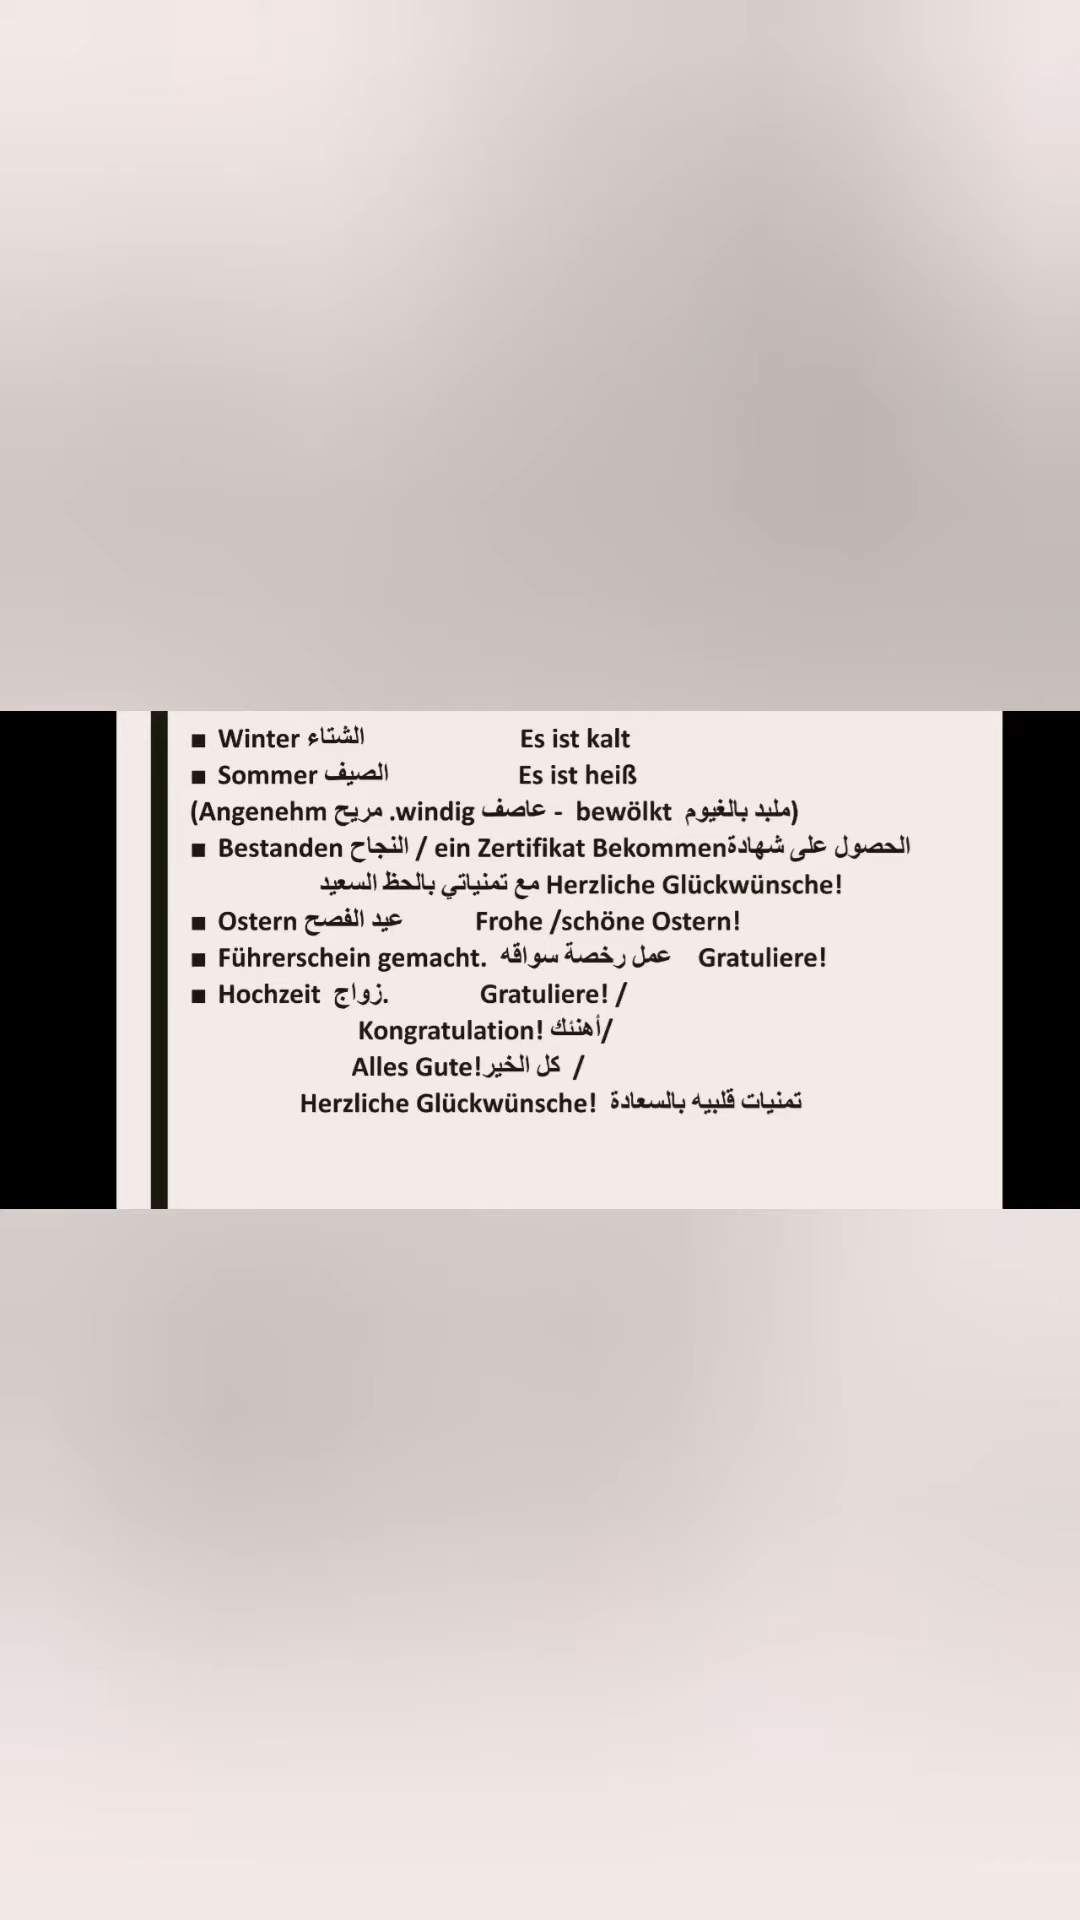 ▪ Winter الشتاء Es ist kalt
▪ Sommer الصيف Es ist heiß
(Angenehm مريح .windig عاصف - bewölkt ملبد بالغيوم)
▪ Bestanden النجاح / ein Zertifikat Bekommen الحصول على شهادة
مع تمنياتي بالحظ السعيد Herzliche Glückwünsche!
▪ Ostern عيد الفصح Frohe /schöne Ostern!
▪ Führerschein gemacht. عمل رخصة سواقه Gratuliere!
▪ Hochzeit زواج. Gratuliere! /
Kongratulation! أهنئك/
Alles Gute! كل الخير /
Herzliche Glückwünsche! تمنيات قلبيه بالسعادة